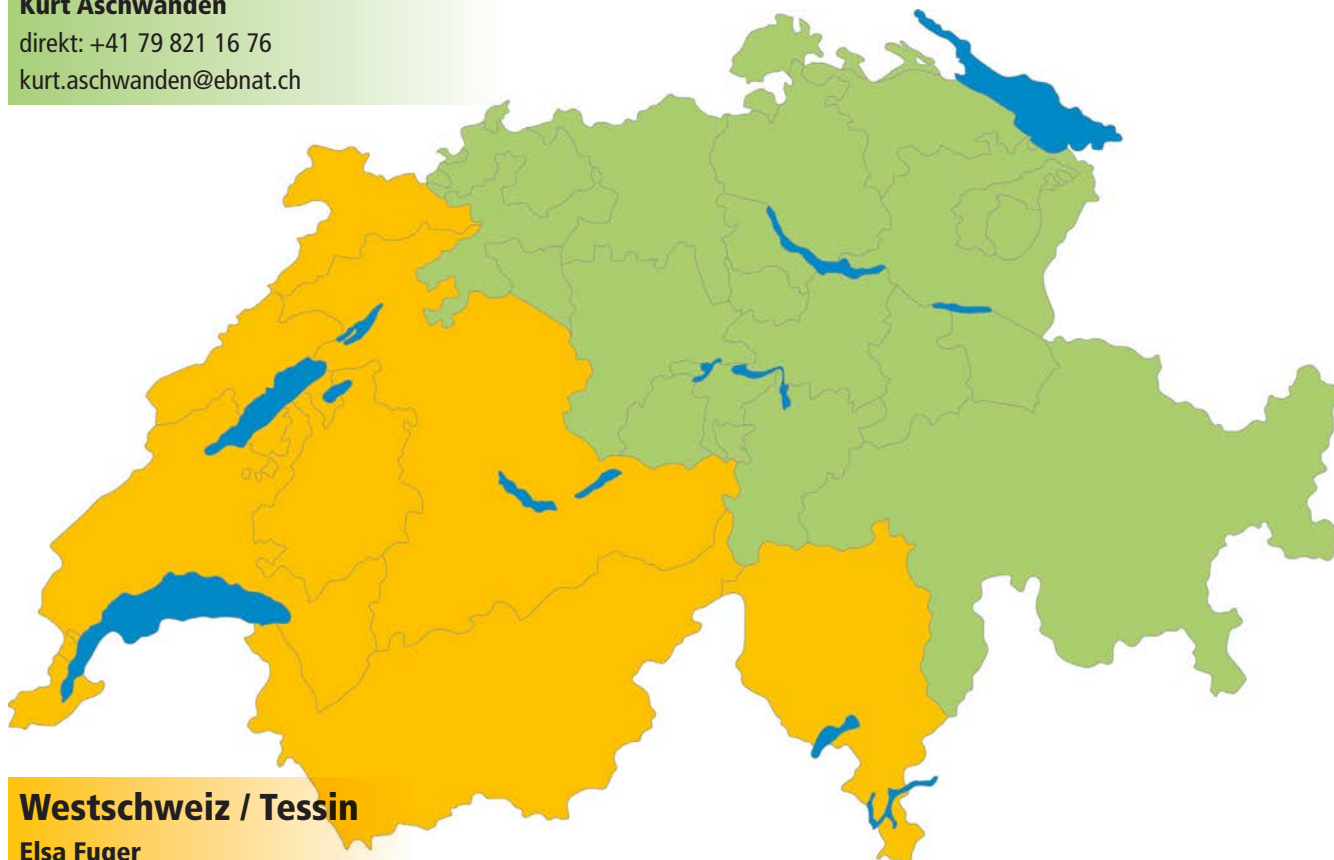 Kurt Aschwanden
direkt: +41 79 821 16 76
kurt.aschwanden@ebnat.ch
Westschweiz / Tessin
Elsa Fuger